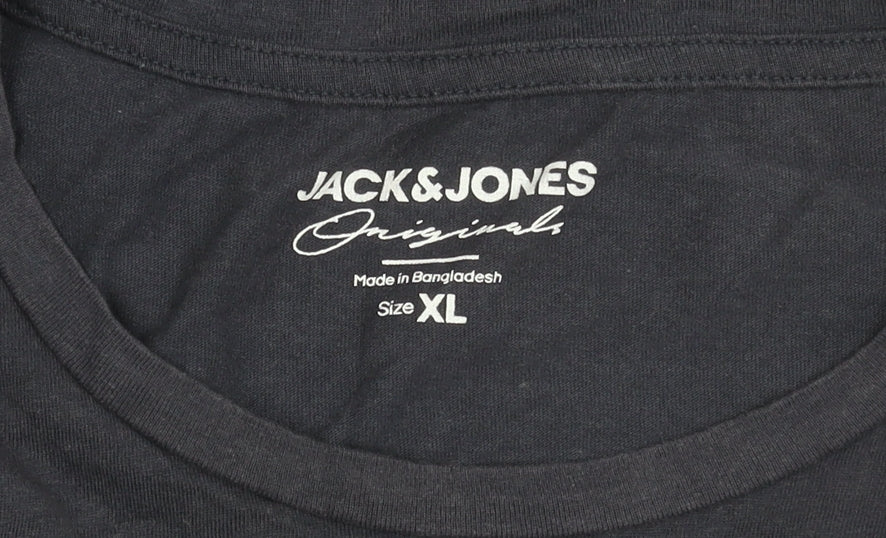 JACK&JONES
Originals
Made in Bangladesh
Size XL